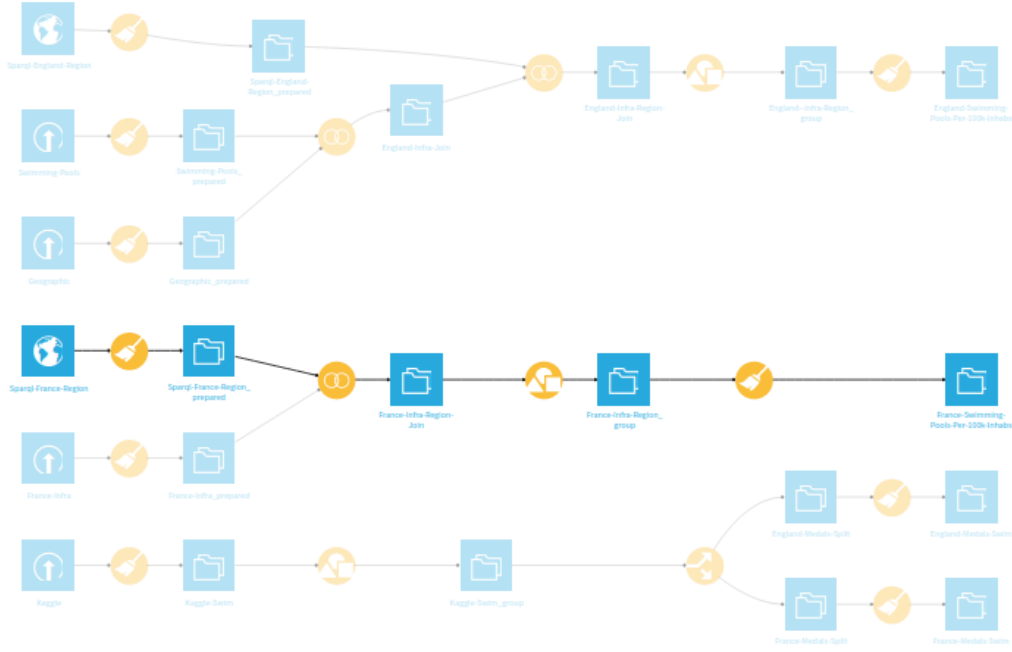 Sparql-England-Region
Sparql-England
Region_prepared
England-Infra-Region
Join
England-Infra-Region_
group
England-Swimming-
Pools-Per-100k-Inhabs
England-Infra-Join
Swimming-Pools
Swimming-Pools_
prepared
Geographic
Geographic_prepared
Sparql-France-Region
Sparql-France-Region_
prepared
France-Infra-Region-
Join
France-Infra-Region_
group
France-Swimming-
Pools-Per-100k-Inhabs
France-Infra
France-Infra_prepared
England-Medals-Split
England-Medals-Swim
Kaggle
Kaggle-Swim
Kaggle-Swim_group
France-Medals-Split
France-Medals-Swim